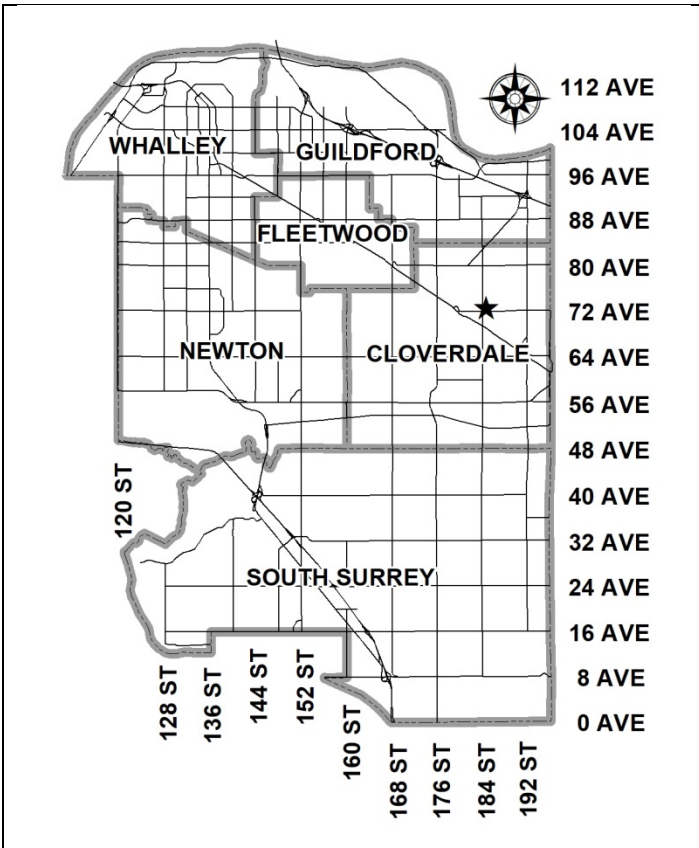 112 AVE
104 AVE
WHALLEY
GUILDFORD
96 AVE
88 AVE
FLEETWOOD
80 AVE
72 AVE
NEWTON
CLOVERDALE
64 AVE
56 AVE
48 AVE
120 ST
40 AVE
32 AVE
SOUTH SURREY
24 AVE
16 AVE
128 ST
136 ST
144 ST
152 ST
160 ST
8 AVE
0 AVE
168 ST
176 ST
184 ST
192 ST